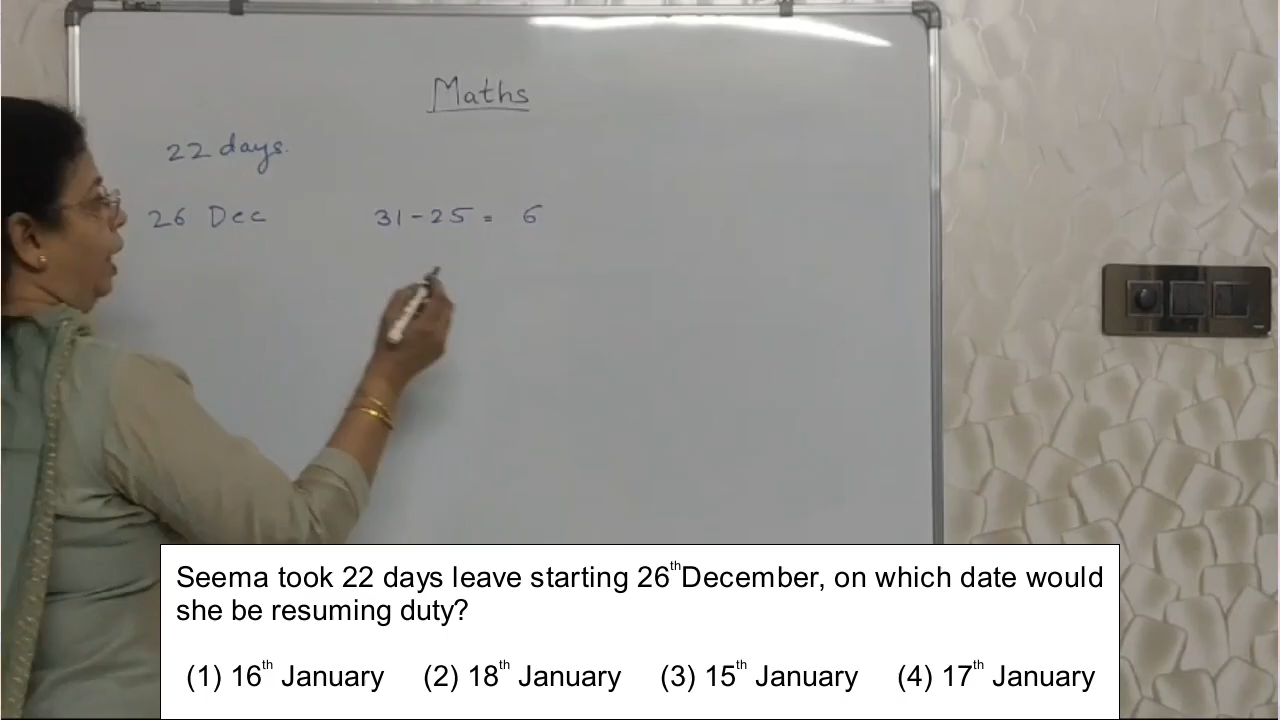 Maths
22 days.
26 Dec 31-25 = 6
Seema took 22 days leave starting 26th December, on which date would
she be resuming duty?
(1) 16th January (2) 18th January (3) 15th January (4) 17th January